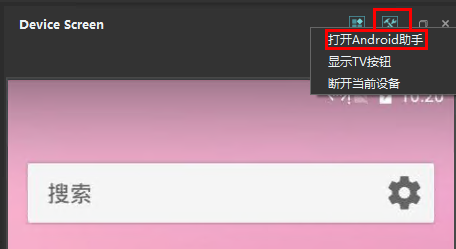 Device Screen
打开Android助手
显示TV按钮
断开当前设备
10:20
搜索